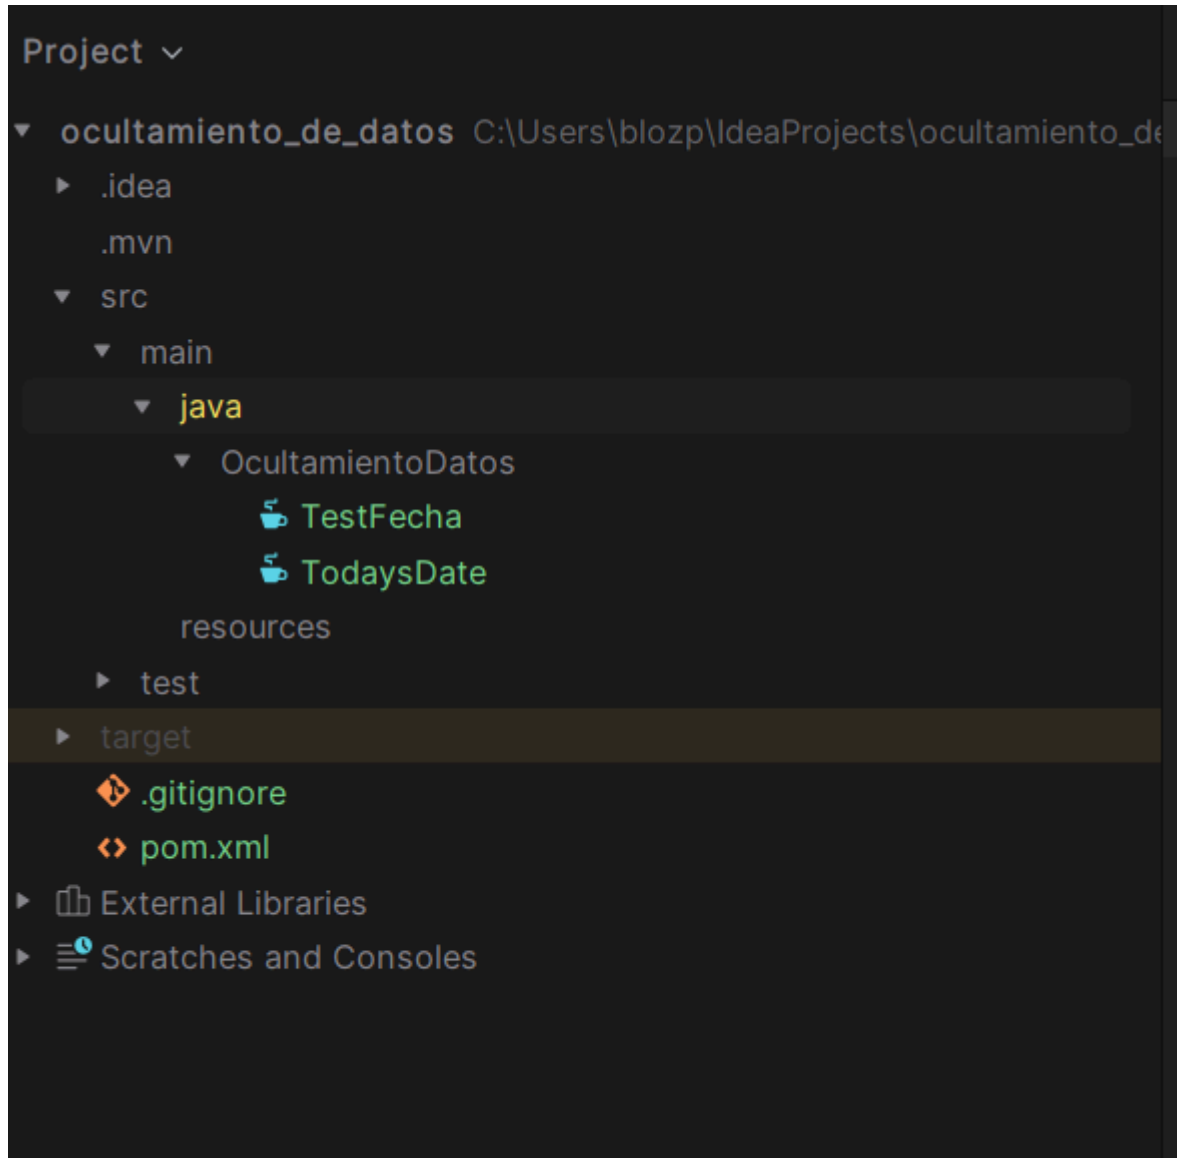 Project
ocultamiento_de_datos C:\Users\blozp\IdeaProjects\ocultamiento_de
.idea
.mvn
src
main
java
OcultamientoDatos
TestFecha
TodaysDate
resources
test
target
.gitignore
pom.xml
External Libraries
Scratches and Consoles